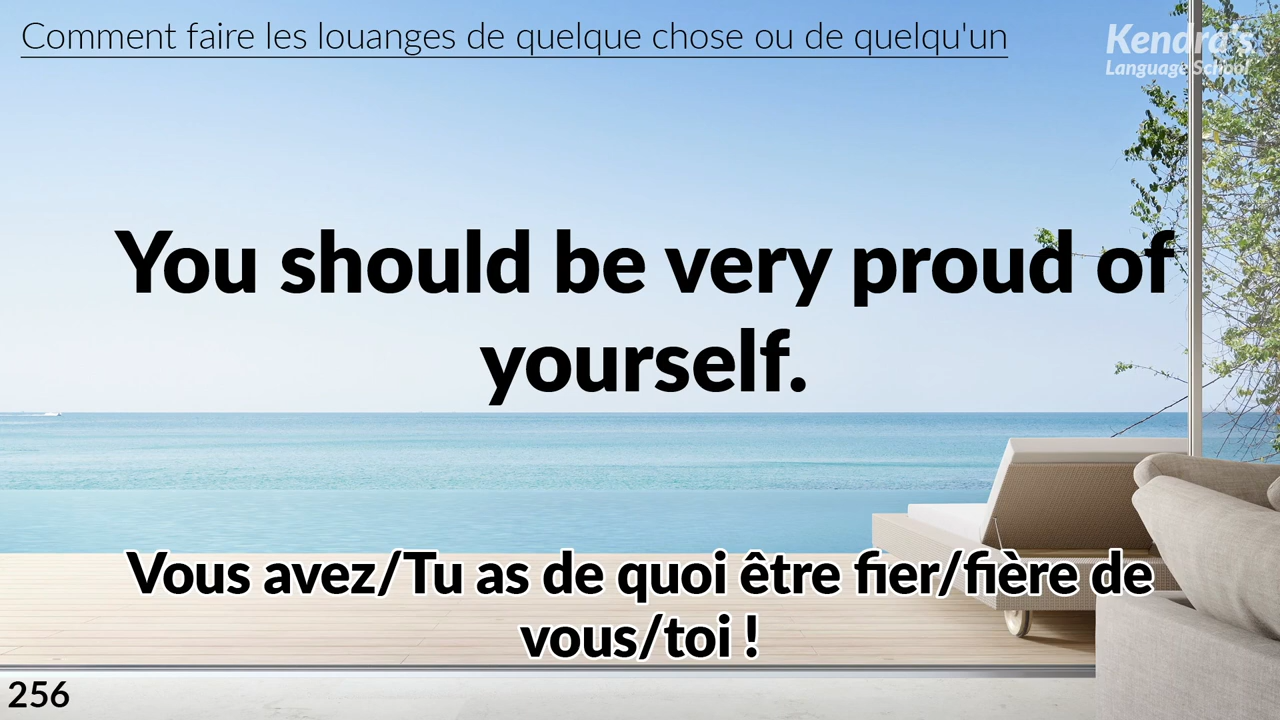 Comment faire les louanges de quelque chose ou de quelqu'un
Kendra's
Language School
You should be very proud of
yourself.
Vous avez/Tu as de quoi être fier/fière de
vous/toi !
256